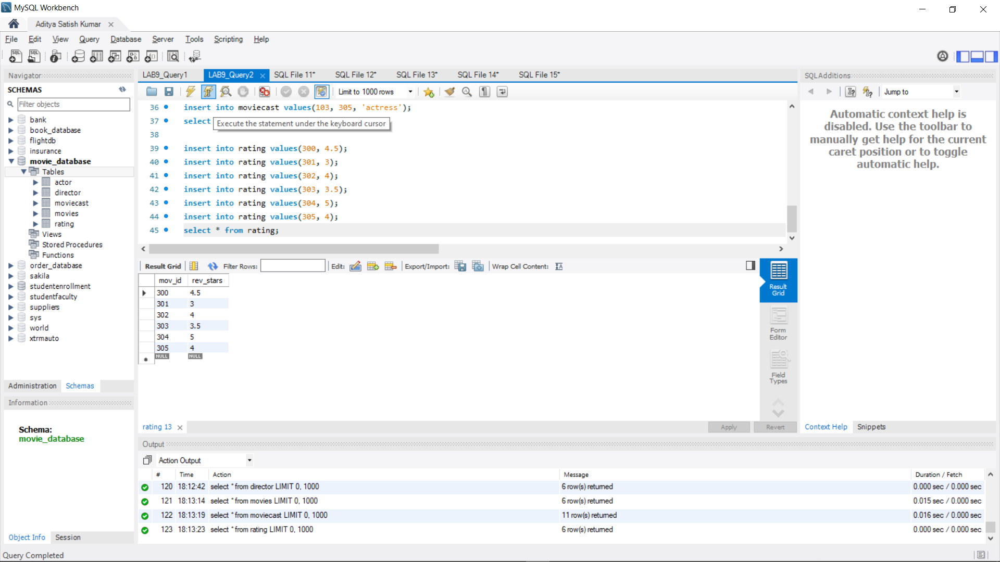 MySQL Workbench
Aditya Satish Kumar
File Edit View Query Database Server Tools Scripting Help
Navigator
SCHEMAS
Filter objects
bank
book_database
flightdb
insurance
movie_database
Tables
actor
director
moviecast
movies
rating
Views
Stored Procedures
Functions
order_database
sakila
studentenrollment
studentfaculty
suppliers
sys
world
xtrmauto
Administration Schemas
Information
Schema:
movie_database
Object Info Session
LAB9_Query1 LAB9_Query2 SQL File 11* SQL File 12* SQL File 13* SQL File 14* SQL File 15*
Limit to 1000 rows
36 insert into moviecast values(103, 305, 'actress');
37 select
Execute the statement under the keyboard cursor
38
39 insert into rating values(300, 4.5);
40 insert into rating values(301, 3);
41 insert into rating values(302, 4);
42 insert into rating values(303, 3.5);
43 insert into rating values(304, 5);
44 insert into rating values(305, 4);
45 select * from rating;
Result Grid Filter Rows: Edit: Export/Import: Wrap Cell Content:
mov_id rev_stars
300 4.5
301 3
302 4
303 3.5
304 5
305 4
NULL NULL
Result
Grid
Form
Editor
Field
Types
rating 13 Apply Revert
SQLAdditions
Jump to
Automatic context help is
disabled. Use the toolbar to
manually get help for the current
caret position or to toggle
automatic help.
Context Help Snippets
Output
Action Output
# Time Action Message Duration / Fetch
120 18:12:42 select * from director LIMIT 0, 1000 6 row(s) returned 0.000 sec / 0.000 sec
121 18:13:14 select * from movies LIMIT 0, 1000 6 row(s) returned 0.015 sec / 0.000 sec
122 18:13:19 select * from moviecast LIMIT 0, 1000 11 row(s) returned 0.016 sec / 0.000 sec
123 18:13:23 select * from rating LIMIT 0, 1000 6 row(s) returned 0.000 sec / 0.000 sec
Query Completed